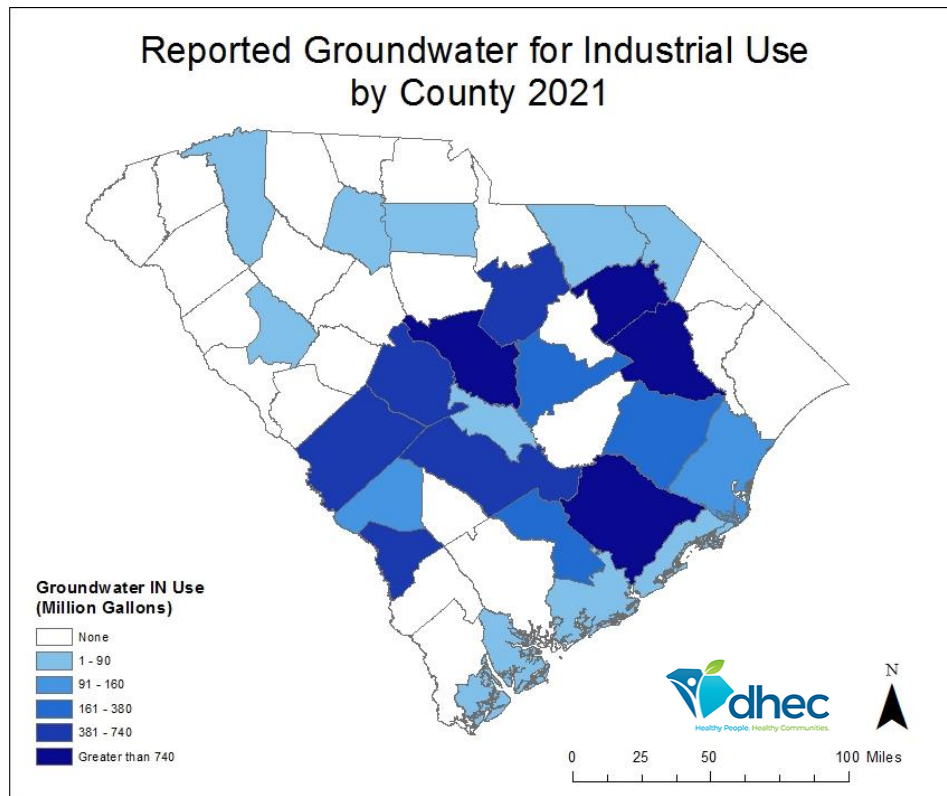 Reported Groundwater for Industrial Use
by County 2021
Groundwater IN Use
(Million Gallons)
None
1 - 90
91 - 160
161 - 380
381 - 740
Greater than 740
dhec
Healthy People. Healthy Communities.
N
0 25 50 100 Miles